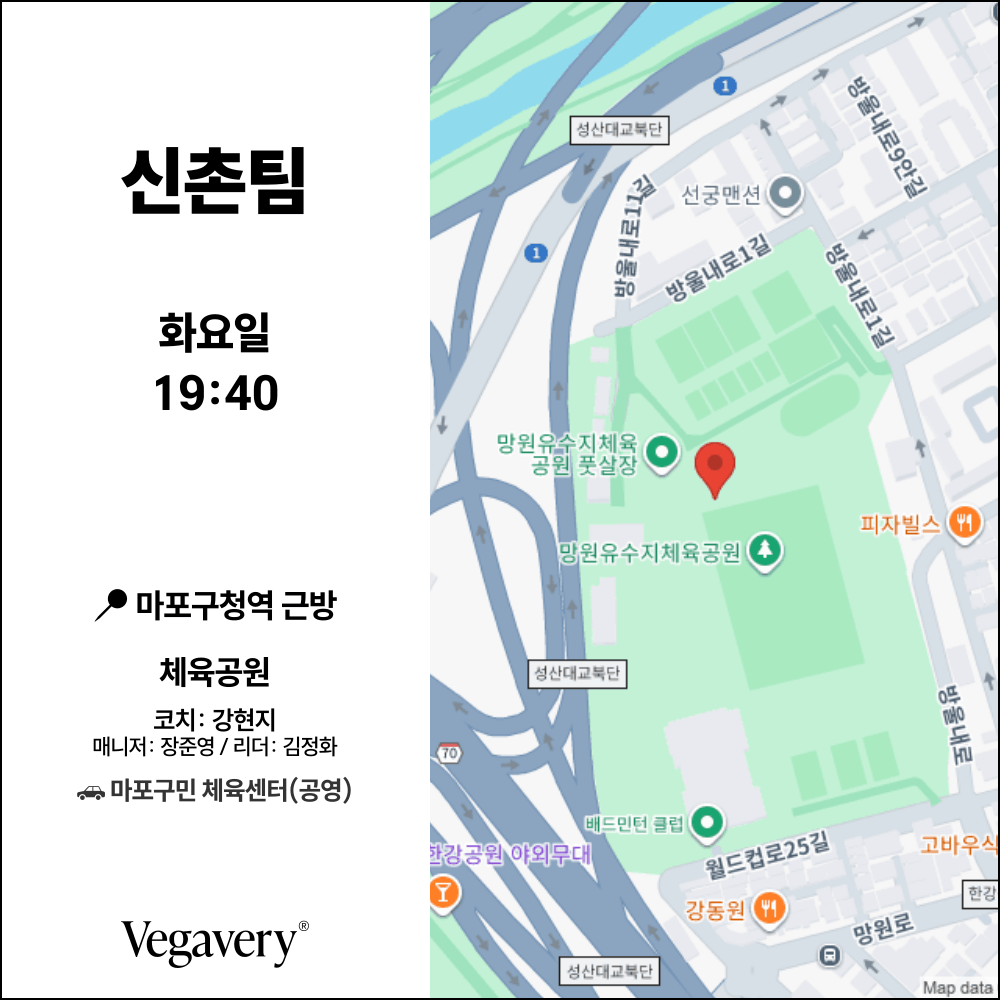 신촌팀
화요일
19:40
마포구청역 근방
체육공원
코치: 강현지
매니저: 장준영 / 리더: 김정화
마포구민 체육센터(공영)
Vegavery®
1
성산대교북단
방울내로9안길
선궁맨션
방울내로11길
1
방울내로1길
방울내로1길
망원유수지체육
공원 풋살장
피자빌스
망원유수지체육공원
성산대교북단
방울내로
70
배드민턴 클럽
월드컵로25길
고바우식
한강공원 야외무대
한강
강동원
망원로
성산대교북단
Map data